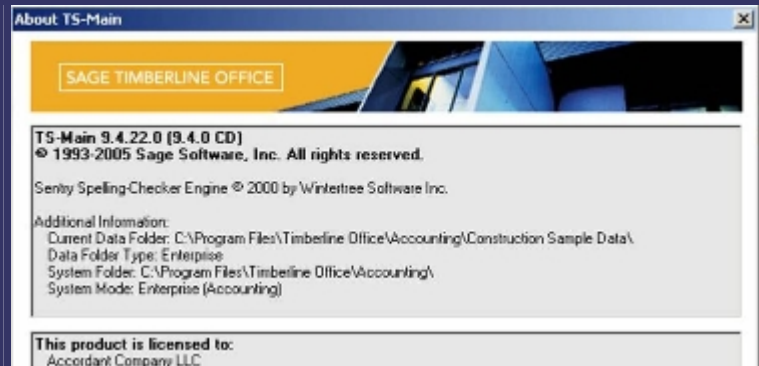 About TS-Main
SAGE TIMBERLINE OFFICE
TS-Main 9.4.22.0 (9.4.0 CD)
© 1993-2005 Sage Software, Inc. All rights reserved.
Sentry Spelling-Checker Engine © 2000 by Wintertree Software Inc.
Additional Information:
Current Data Folder: C:\Program Files\Timberline Office\Accounting\Construction Sample Data\
Data Folder Type: Enterprise
System Folder: C:\Program Files\Timberline Office\Accounting\
System Mode: Enterprise (Accounting)
This product is licensed to:
Accordant Company LLC